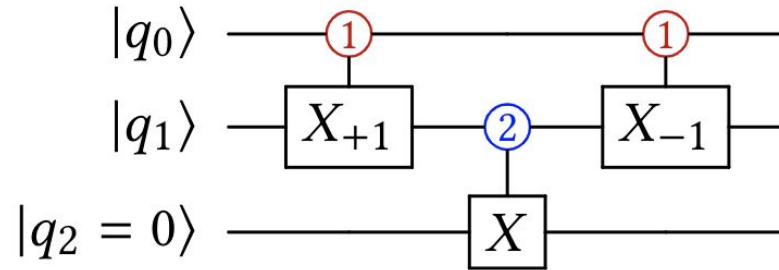 |q₀⟩ 1 1
|q₁⟩ X₊₁ 2 X₋₁
|q₂ = 0⟩ X